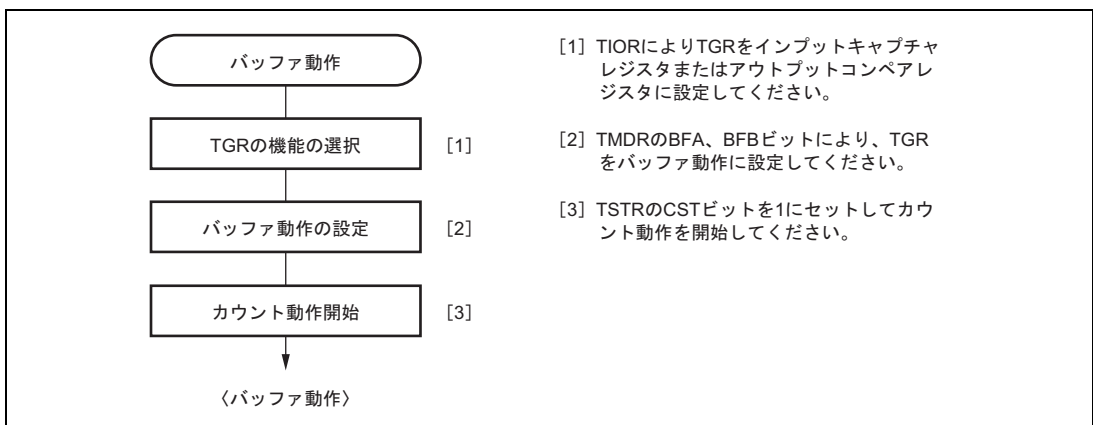 バッファ動作
TGRの機能の選択 [1]
バッファ動作の設定 [2]
カウント動作開始 [3]
〈バッファ動作〉
[1] TIORによりTGRをインプットキャプチャ
レジスタまたはアウトプットコンペアレ
ジスタに設定してください。
[2] TMDRのBFA、BFBビットにより、TGR
をバッファ動作に設定してください。
[3] TSTRのCSTビットを1にセットしてカウ
ント動作を開始してください。